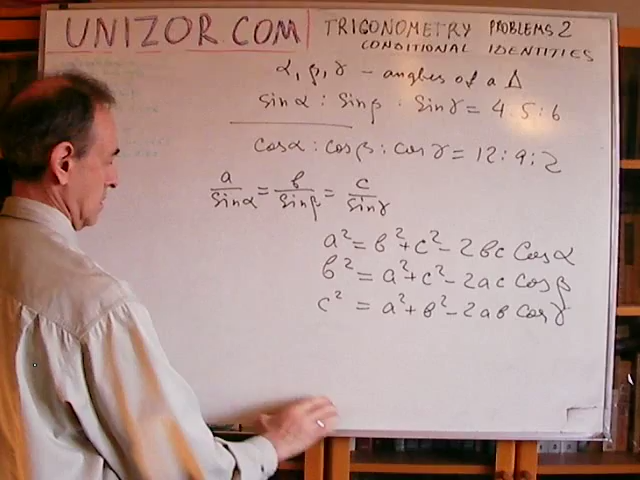 UNIZOR.COM
TRIGONOMETRY PROBLEMS 2
CONDITIONAL IDENTITIES
α, β, γ - angles of a Δ
sinα : sinβ : sinγ = 4:5:6
cosα : cosβ : cosγ = 12:9:2
a/sinα = b/sinβ = c/sinγ
a² = b² + c² - 2bc cosα
b² = a² + c² - 2ac cosβ
c² = a² + b² - 2ab cosγ